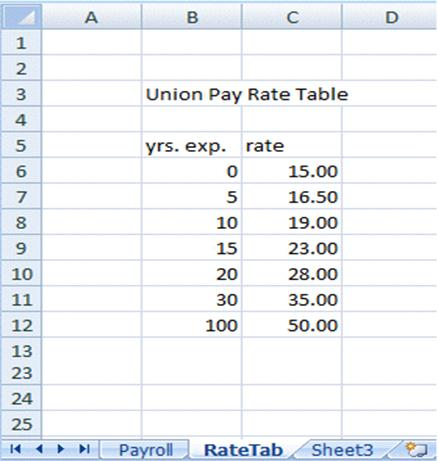 A B C D
1
2
3 Union Pay Rate Table
4
5 yrs. exp. rate
6 0 15.00
7 5 16.50
8 10 19.00
9 15 23.00
10 20 28.00
11 30 35.00
12 100 50.00
13
23
24
25
Payroll RateTab Sheet3